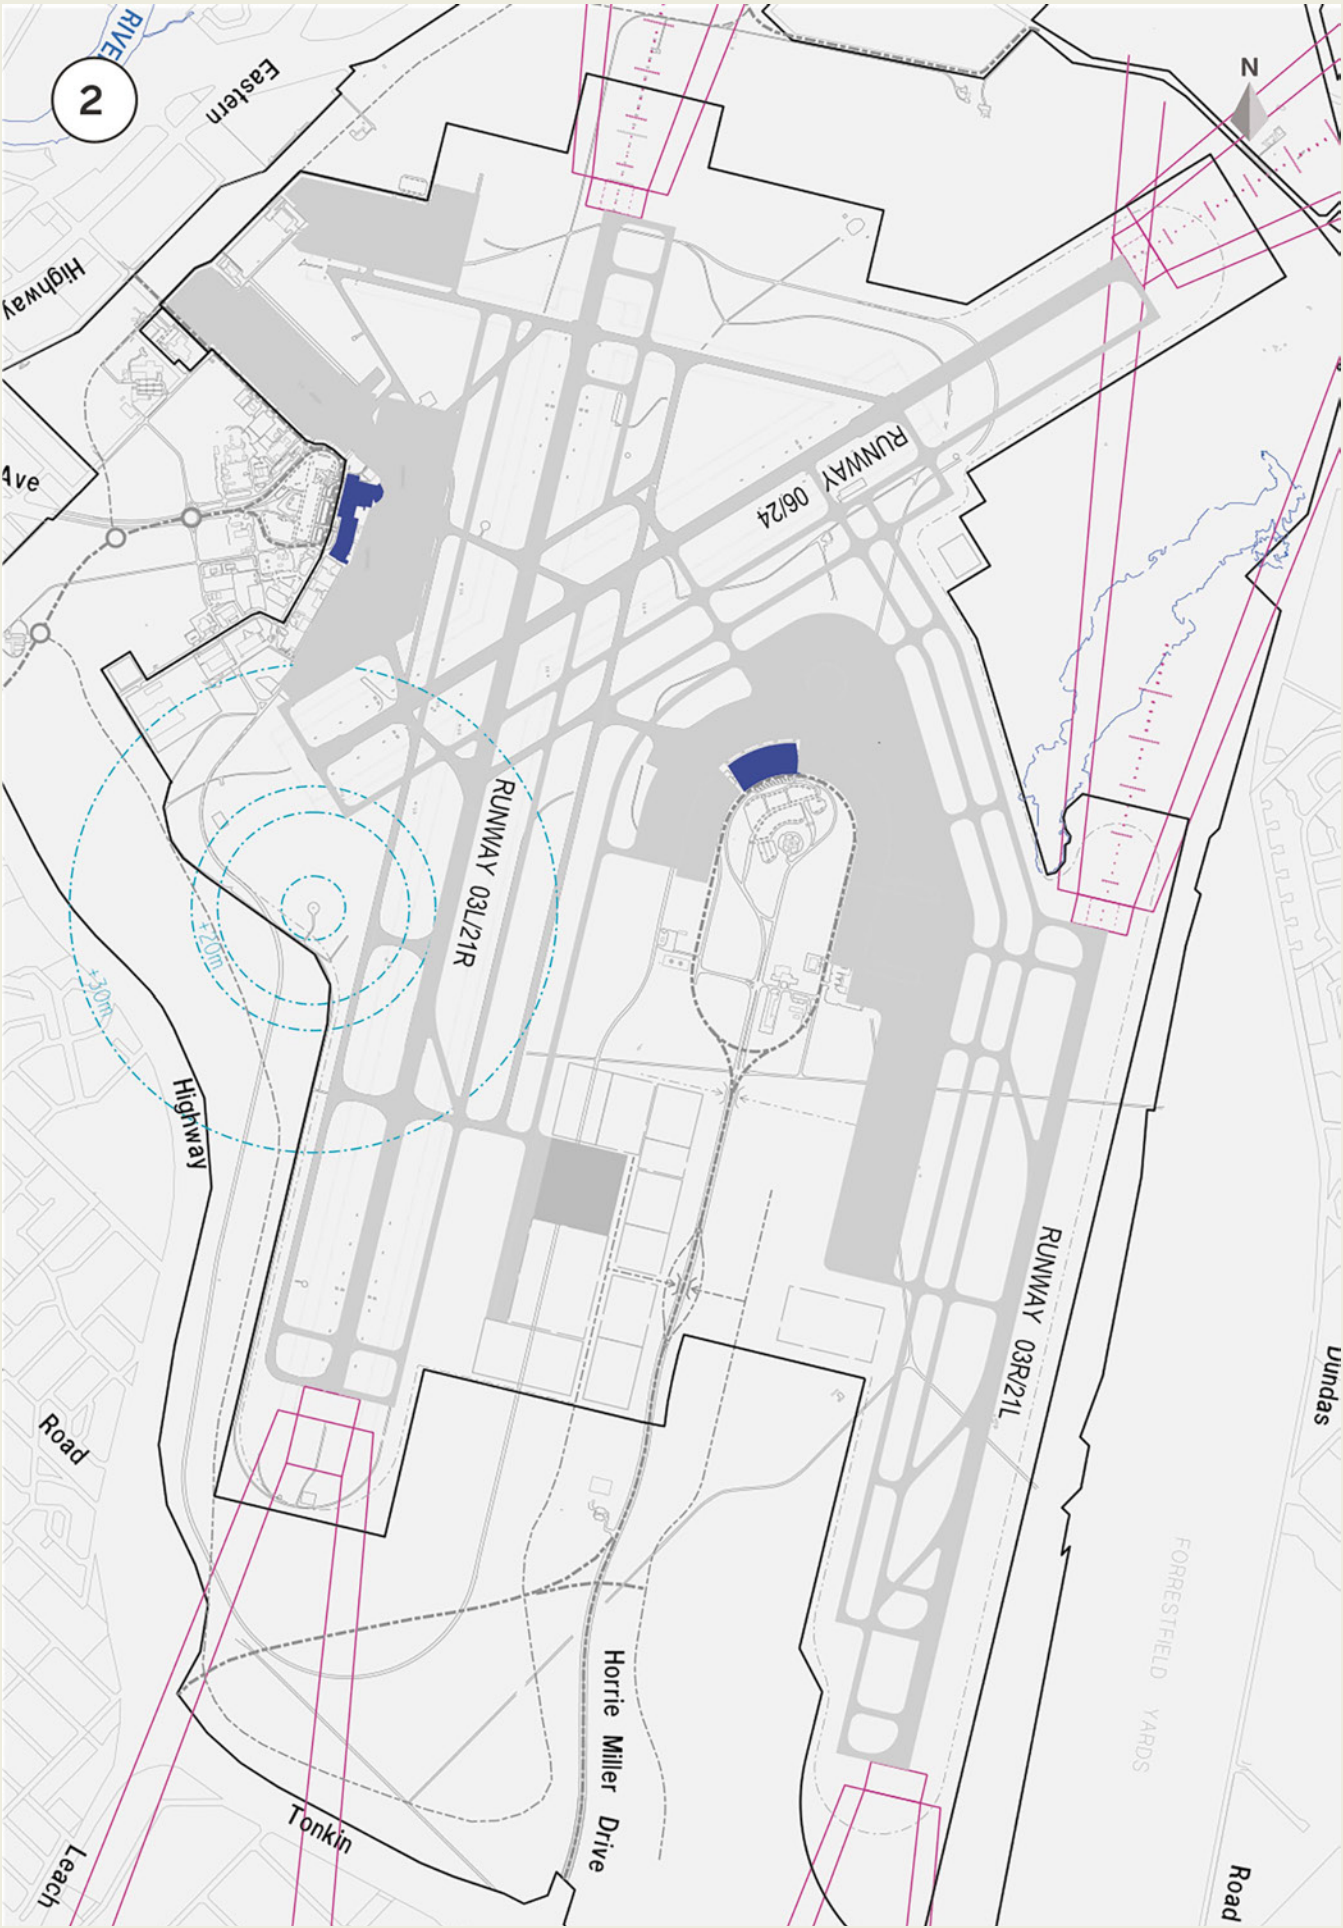 RIVE
Eastern
2
N
Highway
Ave
RUNWAY 06/24
RUNWAY 03L/21R
+20m
+30m
Highway
RUNWAY 03R/21L
Dundas
Road
FORRESTFIELD YARDS
Horrie Miller Drive
Tonkin
Leach
Road